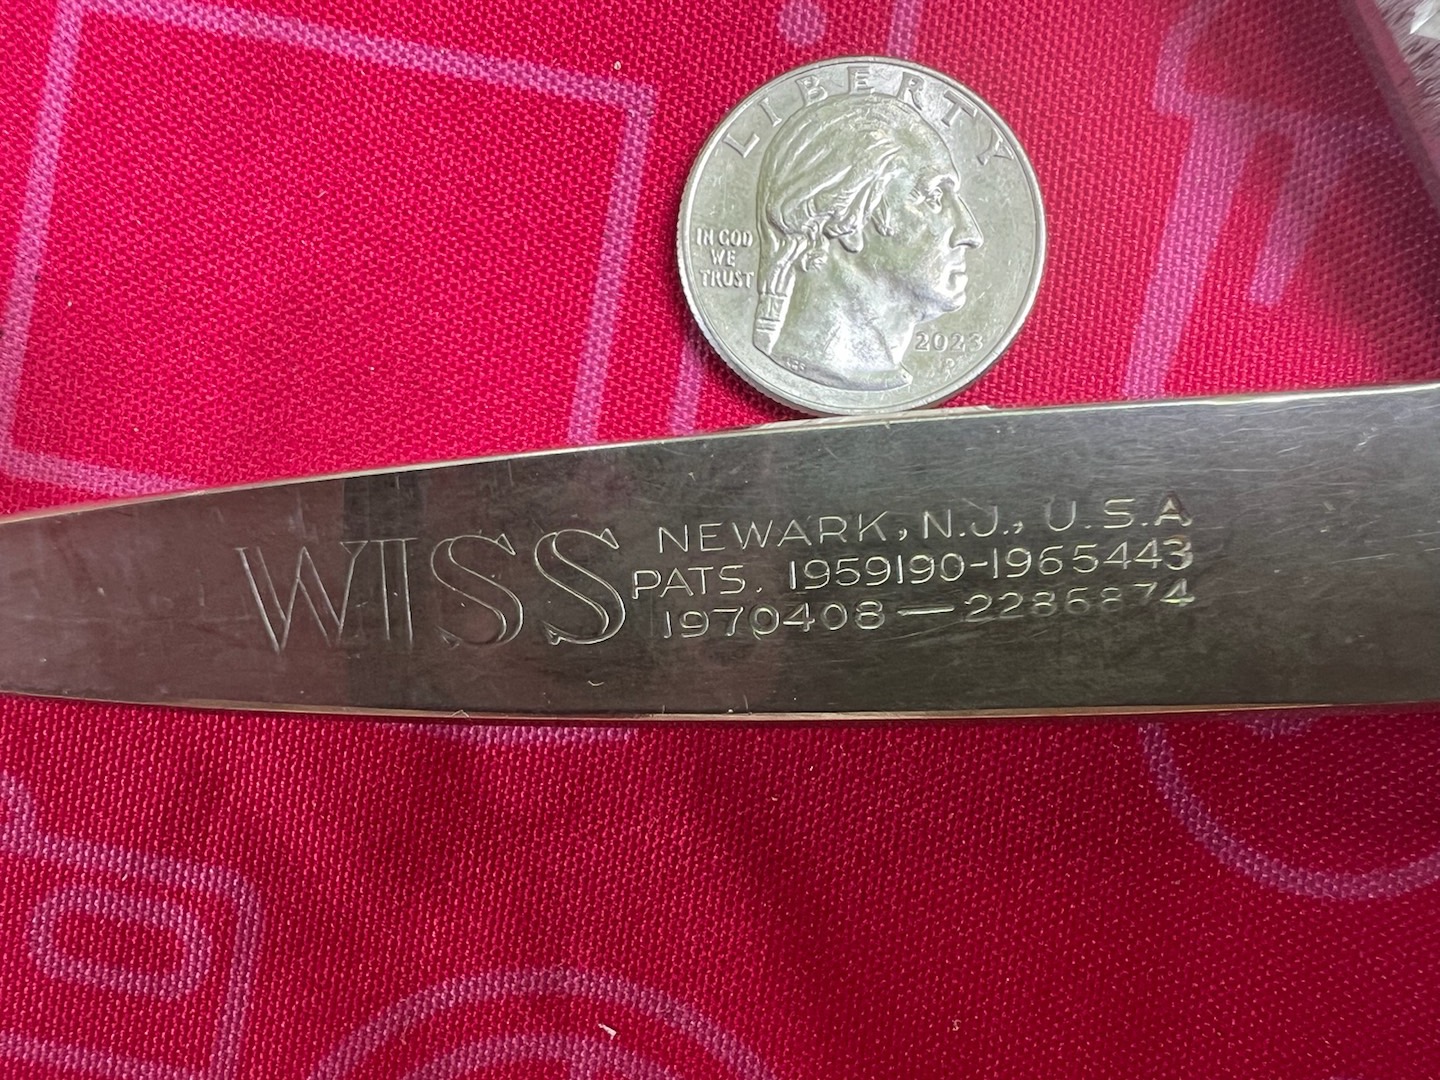 LIBERTY
IN GOD
WE
TRUST
2023
P
WISS
NEWARK, N.J., U.S.A
PATS. 1959190-1965443
1970408—2286874